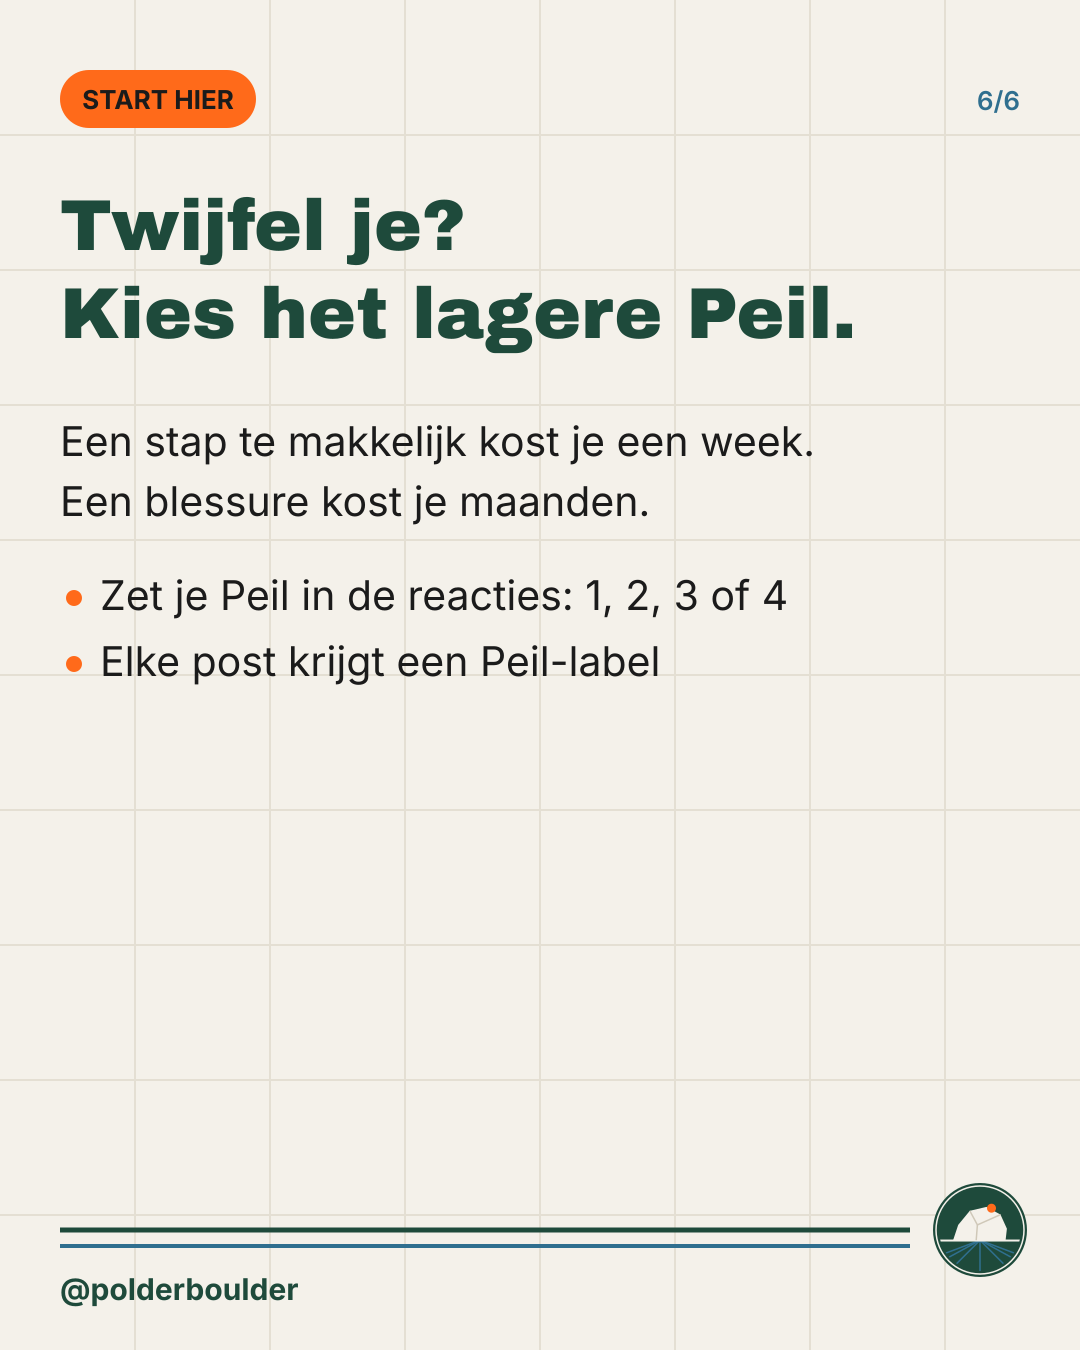 START HIER
6/6
Twijfel je?
Kies het lagere Peil.
Een stap te makkelijk kost je een week.
Een blessure kost je maanden.
Zet je Peil in de reacties: 1, 2, 3 of 4
Elke post krijgt een Peil-label
@polderboulder